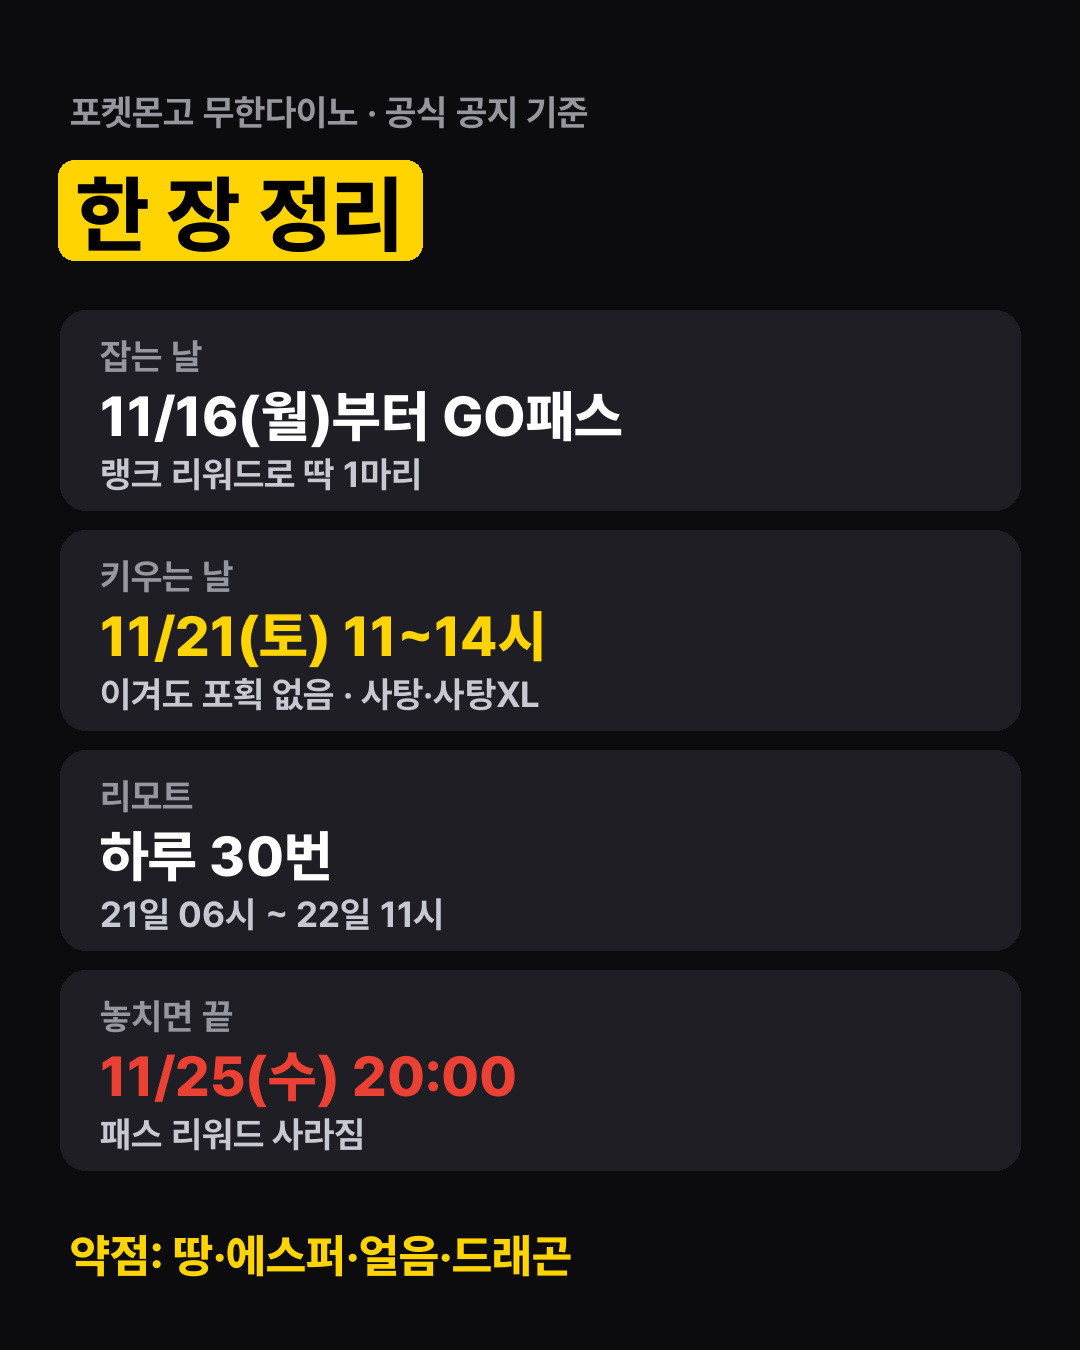 포켓몬고 무한다이노 · 공식 공지 기준
한 장 정리
잡는 날
11/16(월)부터 GO패스
랭크 리워드로 딱 1마리
키우는 날
11/21(토) 11~14시
이겨도 포획 없음 · 사탕·사탕XL
리모트
하루 30번
21일 06시 ~ 22일 11시
놓치면 끝
11/25(수) 20:00
패스 리워드 사라짐
약점: 땅·에스퍼·얼음·드래곤